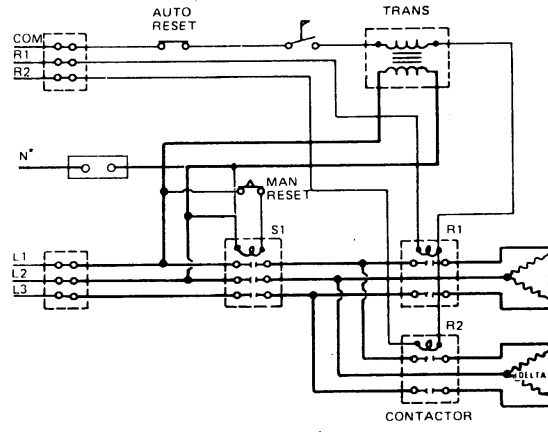 AUTO
RESET
TRANS
COM
R1
R2
N*
MAN
RESET
S1
R1
L1
L2
L3
R2
DELTA
CONTACTOR